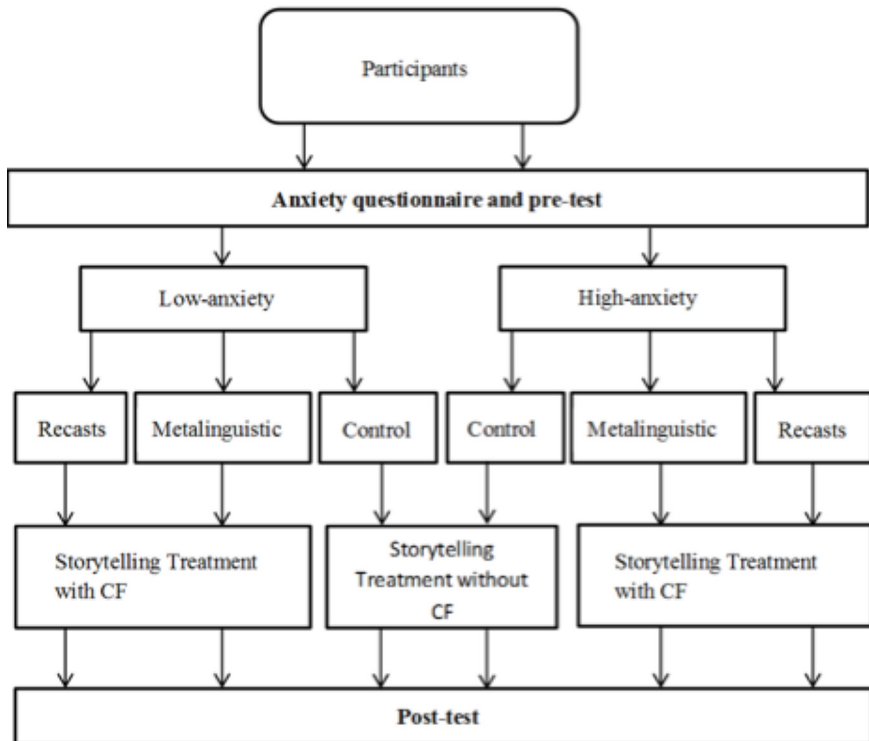 Participants
Anxiety questionnaire and pre-test
Low-anxiety
High-anxiety
Recasts
Metalinguistic
Control
Control
Metalinguistic
Recasts
Storytelling Treatment
with CF
Storytelling
Treatment without
CF
Storytelling Treatment
with CF
Post-test